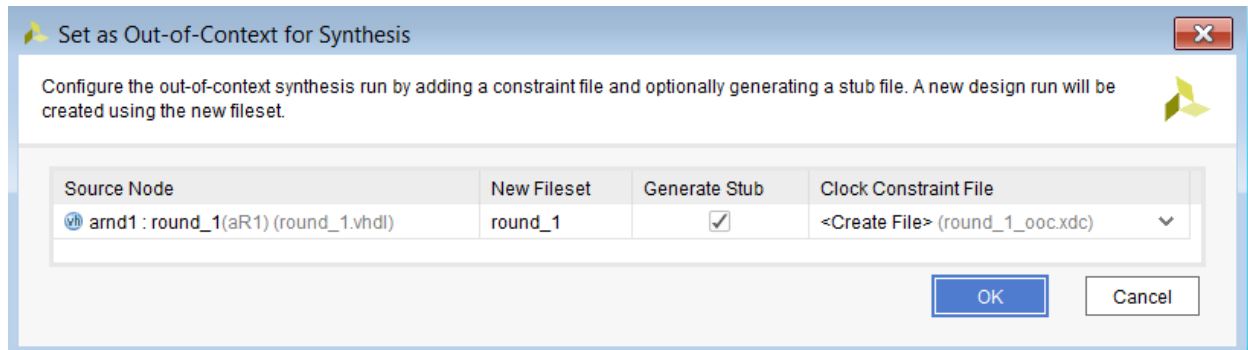 Set as Out-of-Context for Synthesis
Configure the out-of-context synthesis run by adding a constraint file and optionally generating a stub file. A new design run will be
created using the new fileset.
Source Node New Fileset Generate Stub Clock Constraint File
vh arnd1 : round_1(aR1) (round_1.vhdl) round_1 <Create File> (round_1_ooc.xdc)
OK Cancel